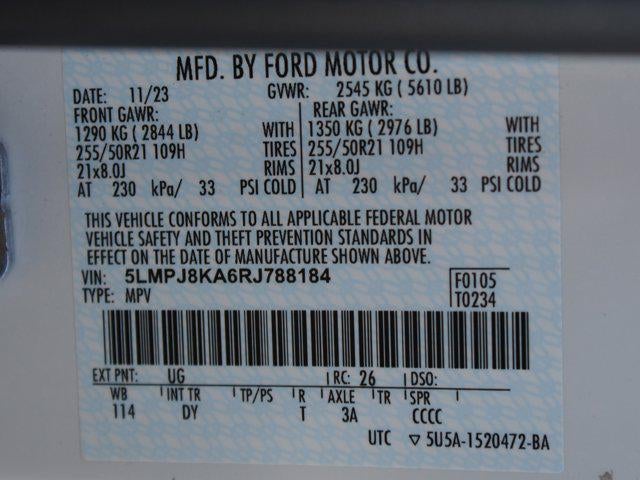 MFD. BY FORD MOTOR CO.
DATE: 11/23 GVWR: 2545 KG ( 5610 LB)
FRONT GAWR: REAR GAWR:
1290 KG ( 2844 LB) WITH 1350 KG ( 2976 LB) WITH
255/50R21 109H TIRES 255/50R21 109H TIRES
21x8.0J RIMS 21x8.0J RIMS
AT 230 kPa/ 33 PSI COLD AT 230 kPa/ 33 PSI COLD
THIS VEHICLE CONFORMS TO ALL APPLICABLE FEDERAL MOTOR
VEHICLE SAFETY AND THEFT PREVENTION STANDARDS IN
EFFECT ON THE DATE OF MANUFACTURE SHOWN ABOVE.
VIN: 5LMPJ8KA6RJ788184 F0105
TYPE: MPV T0234
EXT PNT: UG RC: 26 DSO:
WB INT TR TP/PS R AXLE TR SPR
114 DY T 3A CCCC
UTC ▽ 5U5A-1520472-BA